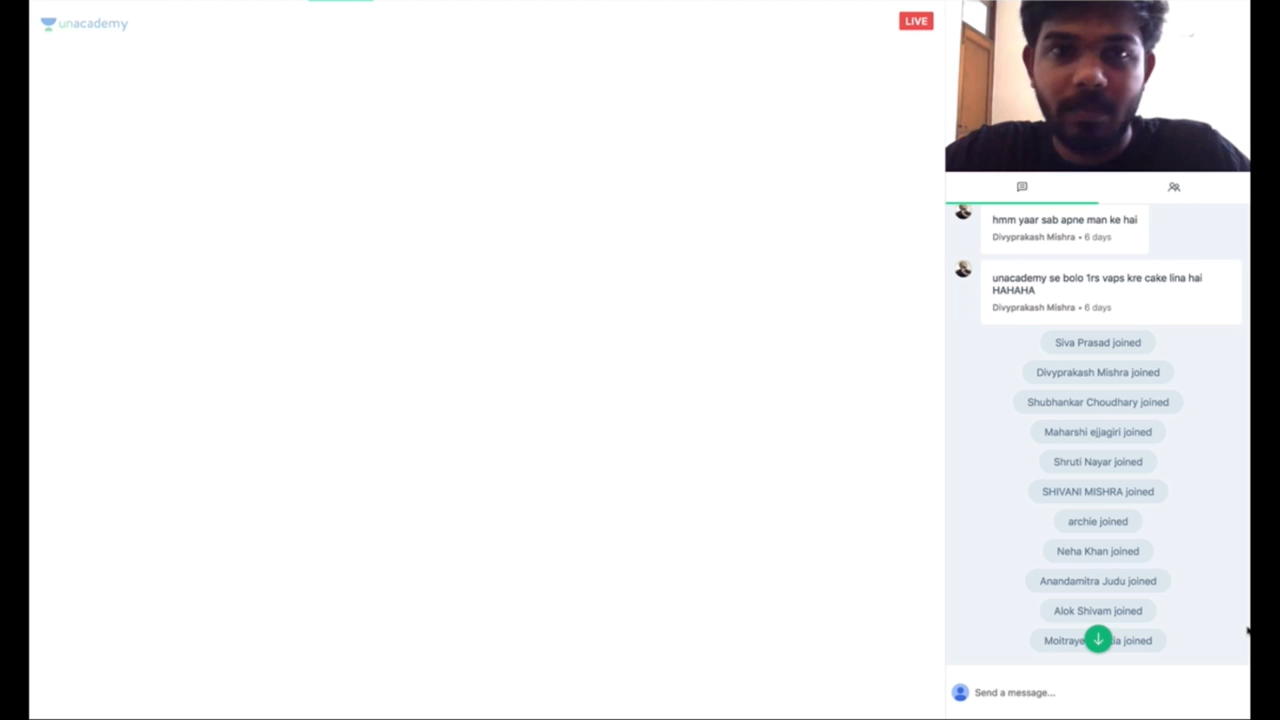 unacademy
LIVE
hmm yaar sab apne man ke hai
Divyprakash Mishra • 6 days
unacademy se bolo 1rs vaps kre cake lina hai
HAHAHA
Divyprakash Mishra • 6 days
Siva Prasad joined
Divyprakash Mishra joined
Shubhankar Choudhary joined
Maharshi ejjagiri joined
Shruti Nayar joined
SHIVANI MISHRA joined
archie joined
Neha Khan joined
Anandamitra Judu joined
Alok Shivam joined
joined
Send a message...